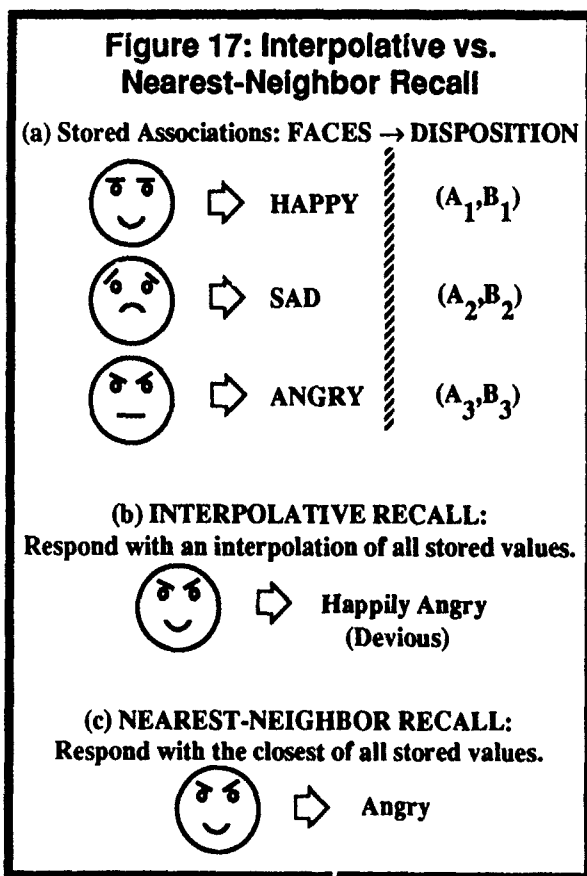 Figure 17: Interpolative vs.
Nearest-Neighbor Recall
(a) Stored Associations: FACES → DISPOSITION
HAPPY (A1,B1)
SAD (A2,B2)
ANGRY (A3,B3)
(b) INTERPOLATIVE RECALL:
Respond with an interpolation of all stored values.
Happily Angry
(Devious)
(c) NEAREST-NEIGHBOR RECALL:
Respond with the closest of all stored values.
Angry